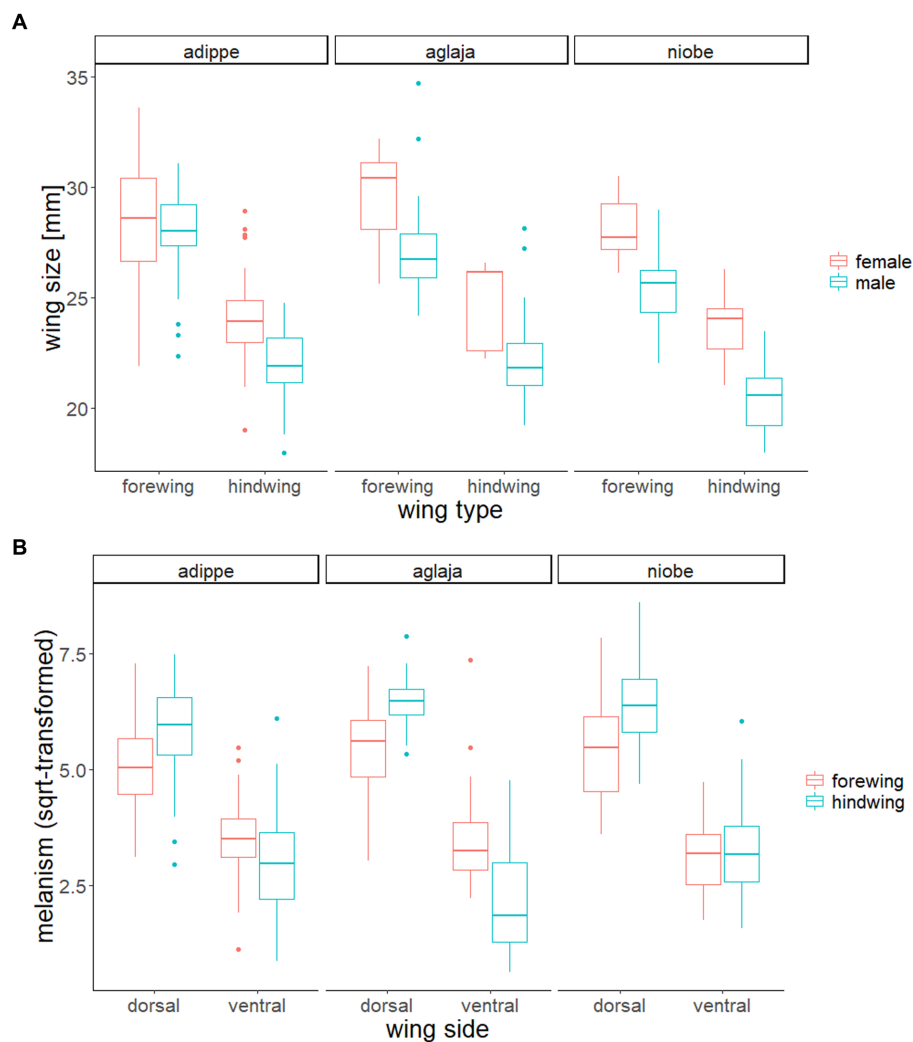 A
adippe aglaja niobe
35
30
25
20
wing size [mm]
forewing hindwing forewing hindwing forewing hindwing
wing type
female
male
B
adippe aglaja niobe
7.5
5.0
2.5
melanism (sqrt-transformed)
dorsal ventral dorsal ventral dorsal ventral
wing side
forewing
hindwing